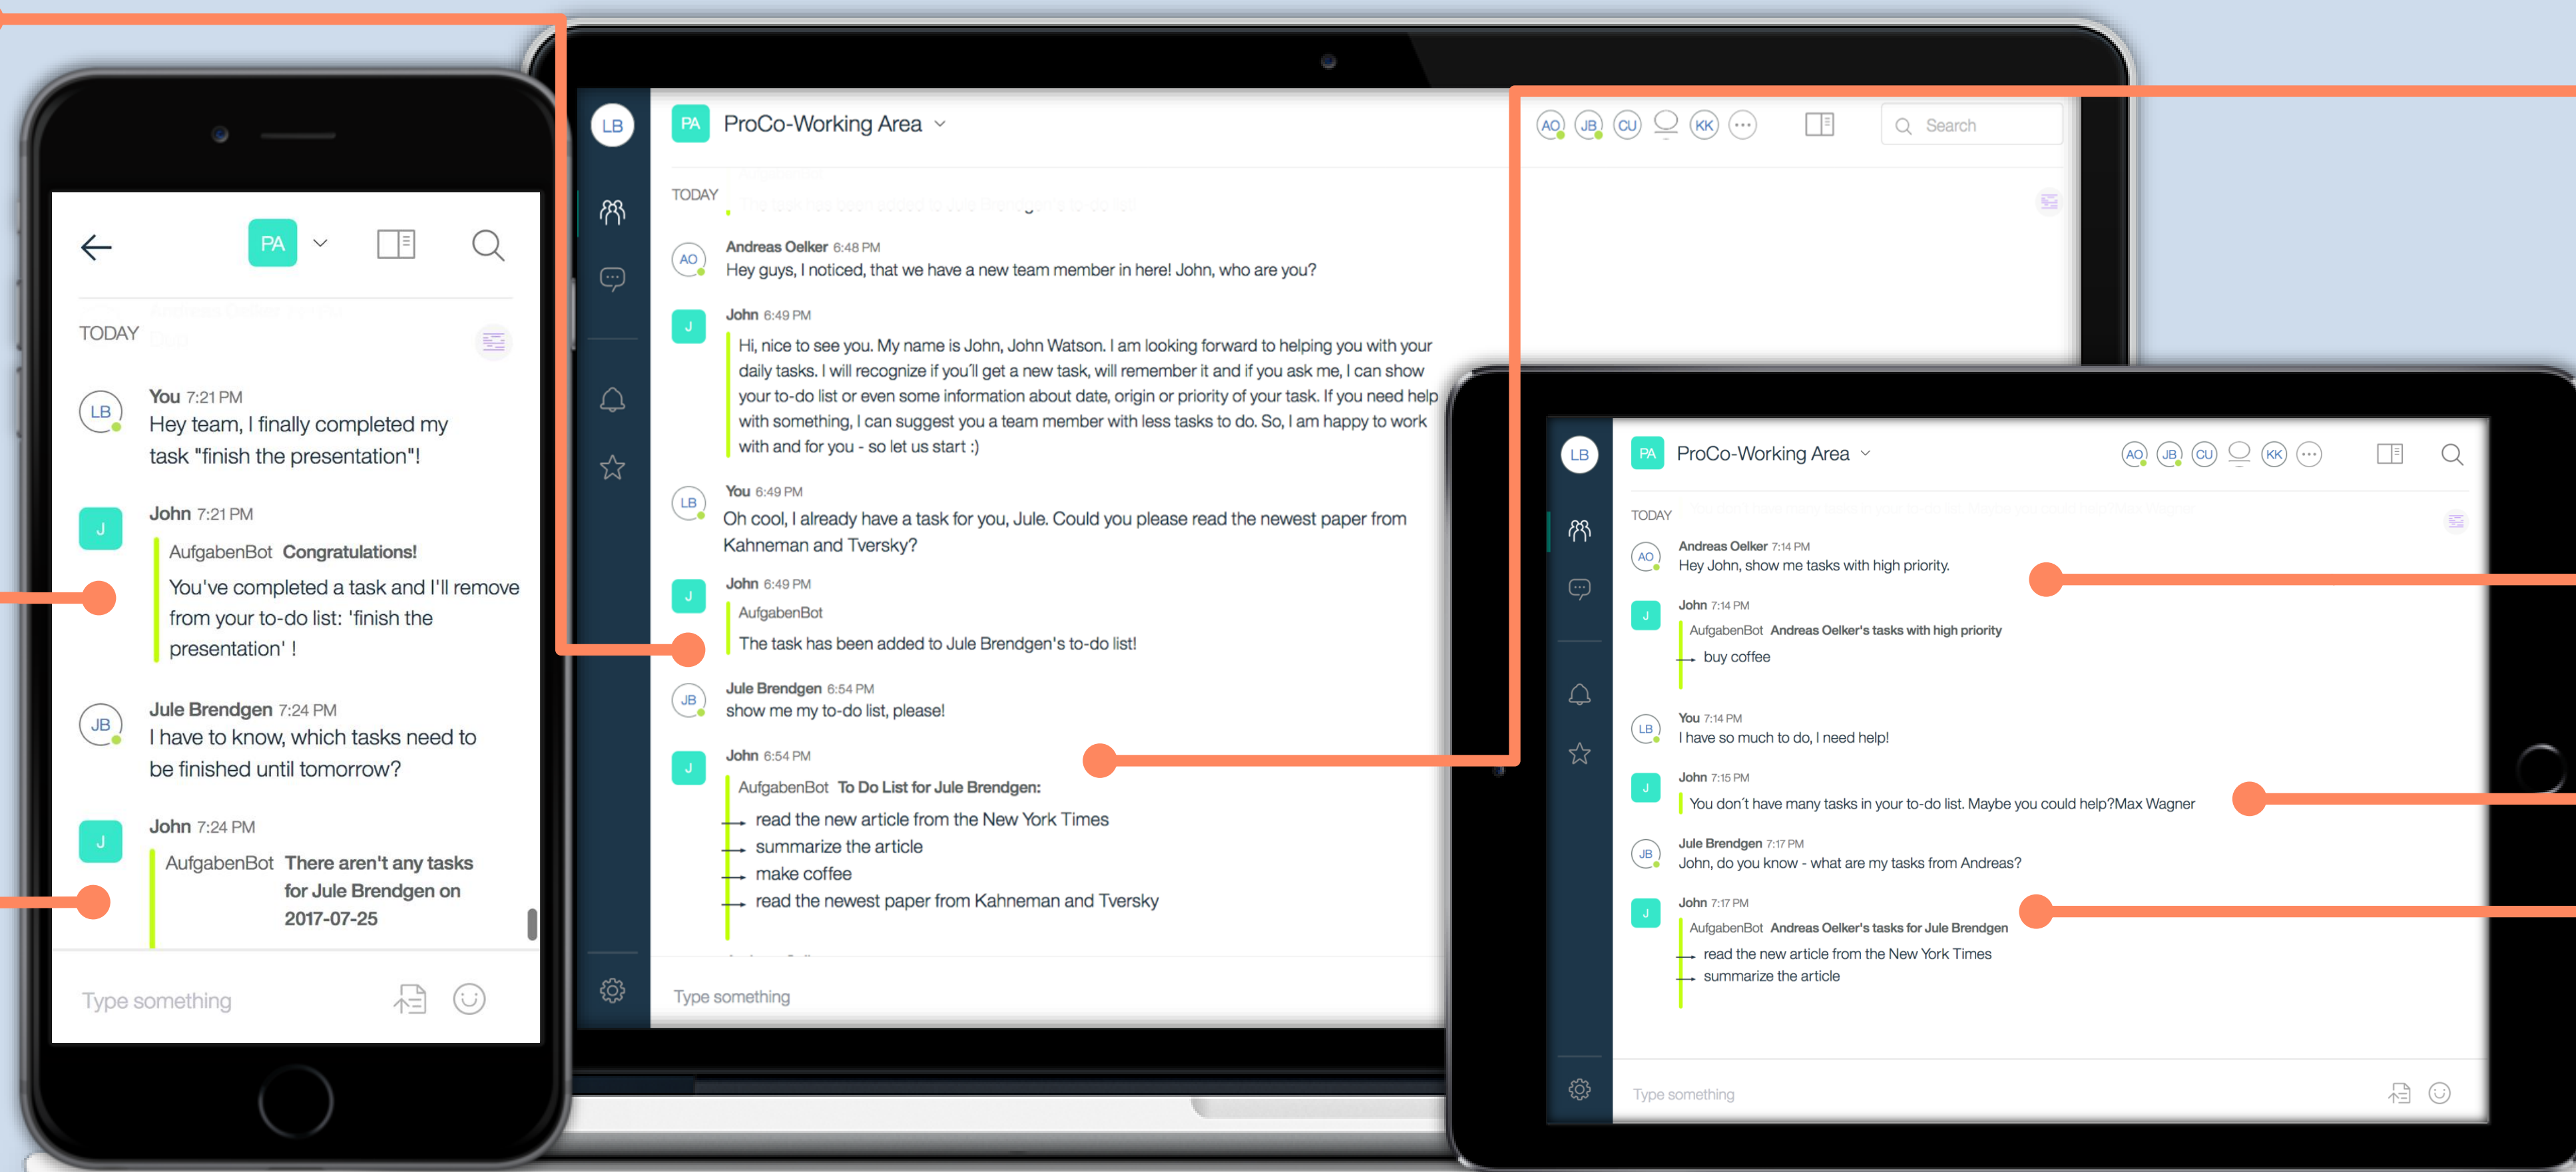 PA
TODAY
LB
You 7:21 PM
Hey team, I finally completed my
task "finish the presentation"!
J
John 7:21 PM
AufgabenBot Congratulations!
You've completed a task and I'll remove
from your to-do list: 'finish the
presentation' !
JB
Jule Brendgen 7:24 PM
I have to know, which tasks need to
be finished until tomorrow?
J
John 7:24 PM
AufgabenBot There aren't any tasks
for Jule Brendgen on
2017-07-25
Type something
LB
PA ProCo-Working Area
AO JB CU KK
Search
TODAY
The task has been added to Jule Brendgen's to-do list!
AO
Andreas Oelker 6:48 PM
Hey guys, I noticed, that we have a new team member in here! John, who are you?
J
John 6:49 PM
Hi, nice to see you. My name is John, John Watson. I am looking forward to helping you with your
daily tasks. I will recognize if you´ll get a new task, will remember it and if you ask me, I can show
your to-do list or even some information about date, origin or priority of your task. If you need help
with something, I can suggest you a team member with less tasks to do. So, I am happy to work
with and for you - so let us start :)
LB
You 6:49 PM
Oh cool, I already have a task for you, Jule. Could you please read the newest paper from
Kahneman and Tversky?
J
John 6:49 PM
AufgabenBot
The task has been added to Jule Brendgen's to-do list!
JB
Jule Brendgen 6:54 PM
show me my to-do list, please!
J
John 6:54 PM
AufgabenBot To Do List for Jule Brendgen:
→ read the new article from the New York Times
→ summarize the article
→ make coffee
→ read the newest paper from Kahneman and Tversky
Type something
LB
PA ProCo-Working Area
AO JB CU KK
TODAY
AO
Andreas Oelker 7:14 PM
Hey John, show me tasks with high priority.
J
John 7:14 PM
AufgabenBot Andreas Oelker's tasks with high priority
→ buy coffee
LB
You 7:14 PM
I have so much to do, I need help!
J
John 7:15 PM
You don´t have many tasks in your to-do list. Maybe you could help?Max Wagner
JB
Jule Brendgen 7:17 PM
John, do you know - what are my tasks from Andreas?
J
John 7:17 PM
AufgabenBot Andreas Oelker's tasks for Jule Brendgen
→ read the new article from the New York Times
→ summarize the article
Type something